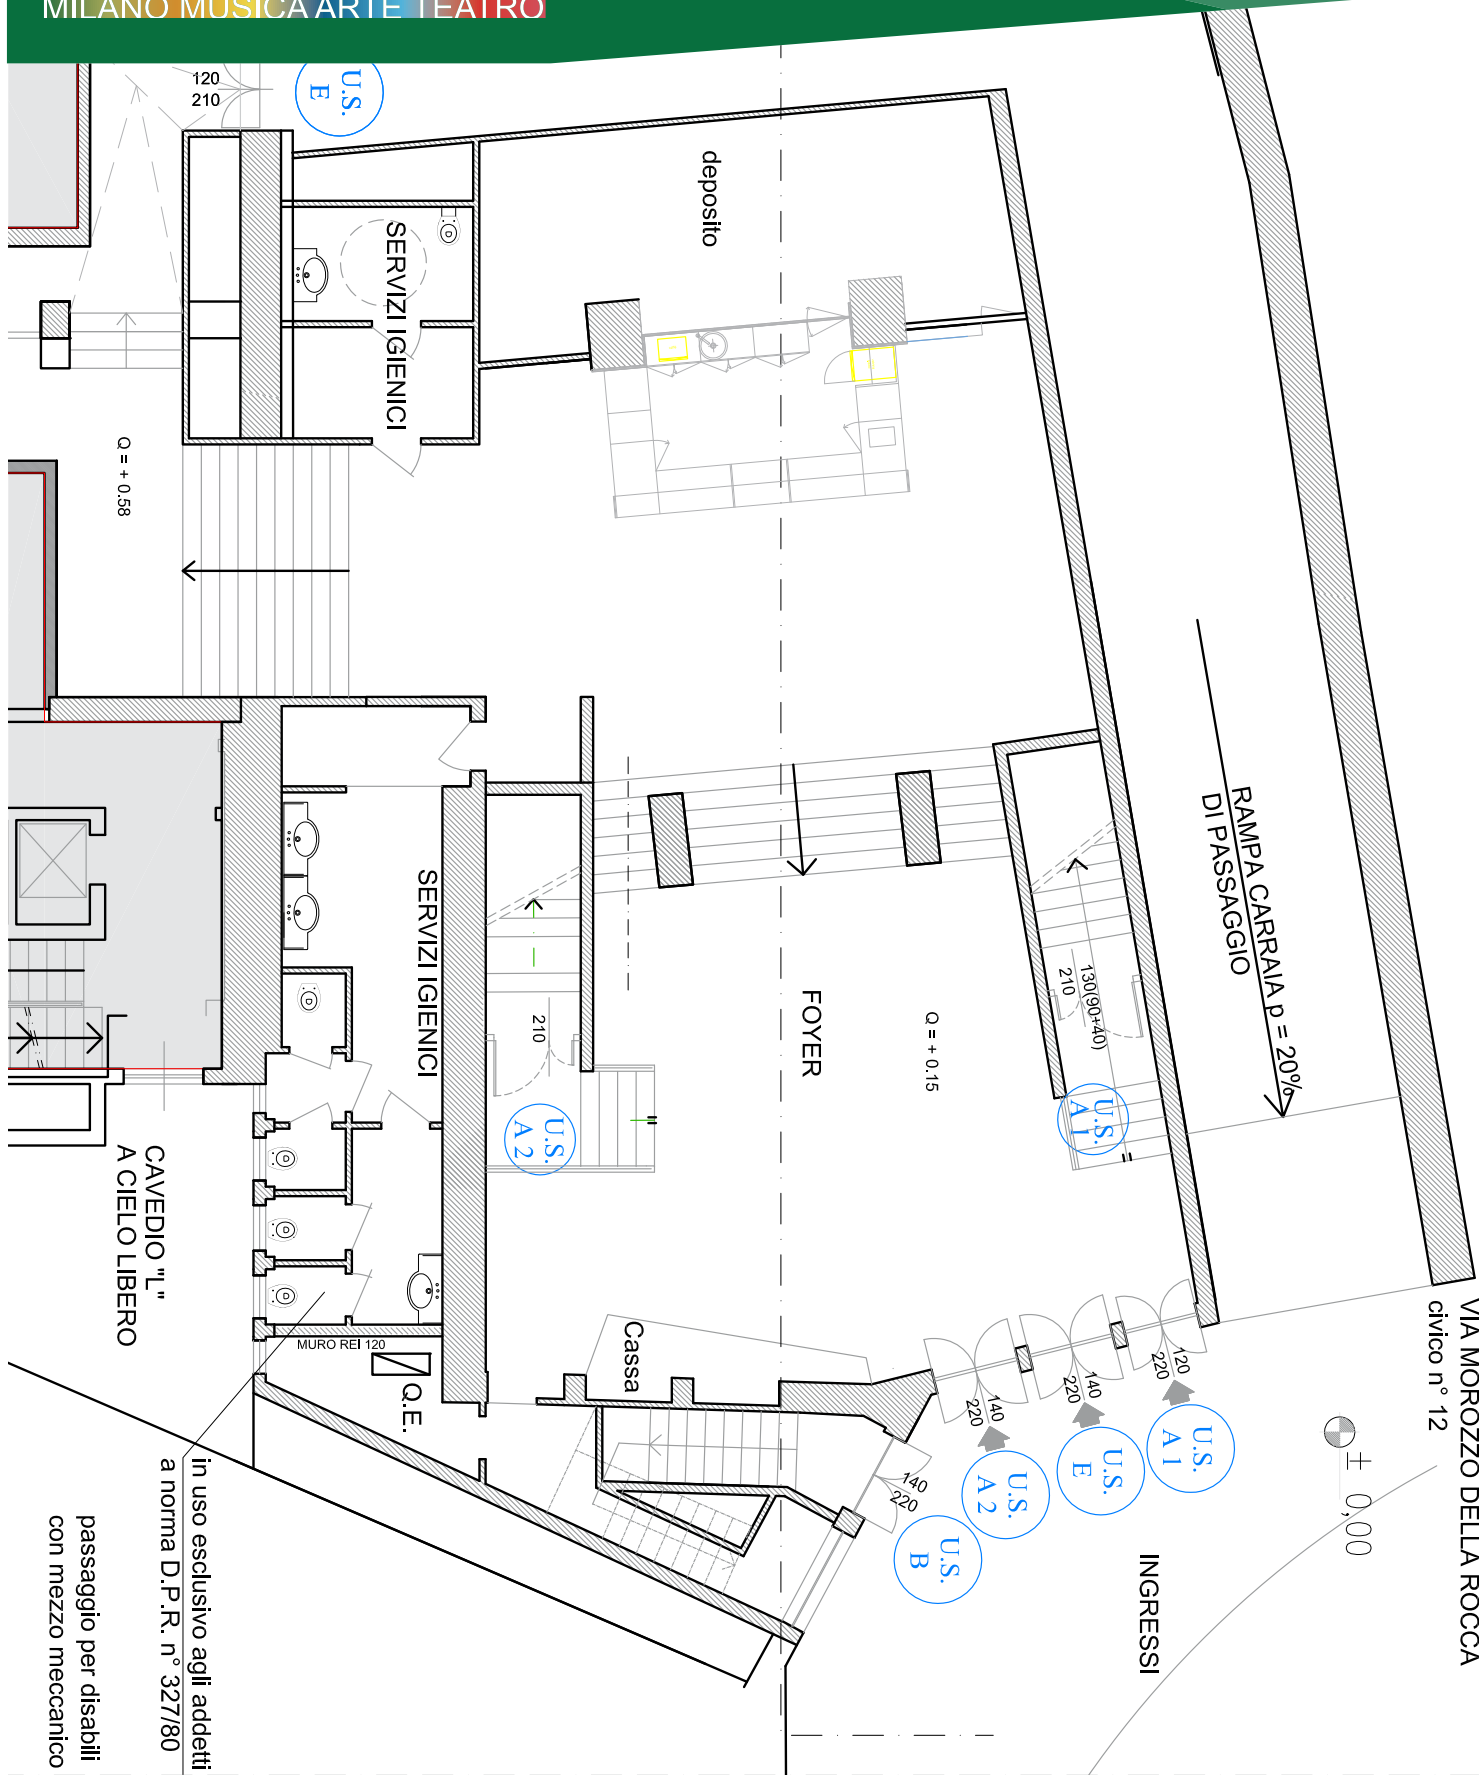 MILANO MUSICA ARTE TEATRO
120
210
U.S.
E
deposito
SERVIZI IGIENICI
Q = + 0.58
RAMPA CARRAIA p = 20%
DI PASSAGGIO
SERVIZI IGIENICI
FOYER
Q = + 0.15
130(90+40)
210
210
U.S.
A 1
U.S.
A 2
CAVEDIO "L"
A CIELO LIBERO
MURO REI 120
Q.E.
Cassa
VIA MOROZZO DELLA ROCCA
civico n° 12
120
220
140
220
140
220
140
220
U.S.
A 1
U.S.
E
U.S.
A 2
U.S.
B
± 0,00
INGRESSI
in uso esclusivo agli addetti
a norma D.P.R. n° 327/80
passaggio per disabili
con mezzo meccanico